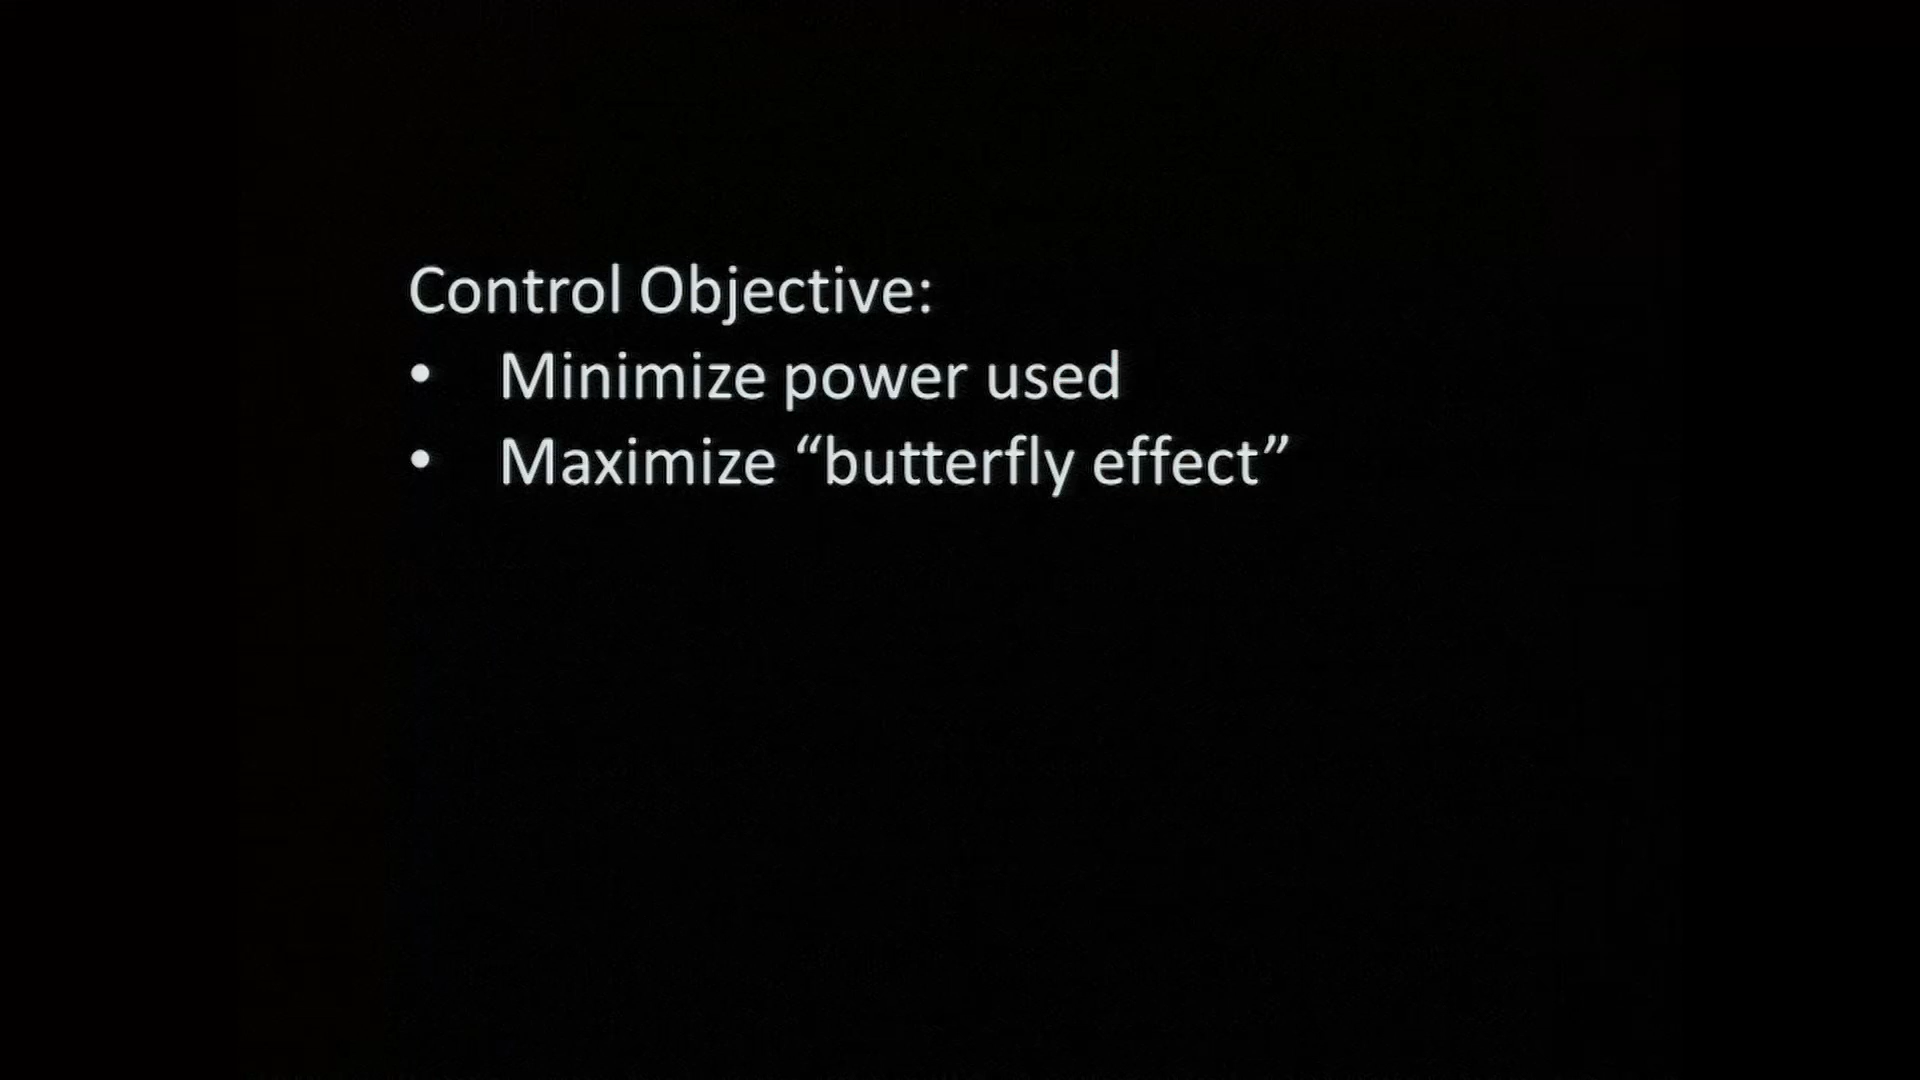 Control Objective:
• Minimize power used
• Maximize “butterfly effect”